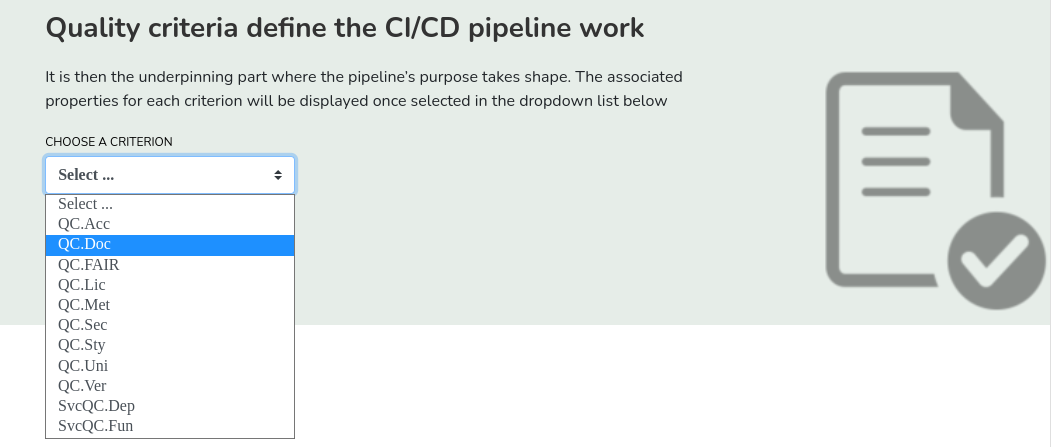 Quality criteria define the CI/CD pipeline work
It is then the underpinning part where the pipeline's purpose takes shape. The associated
properties for each criterion will be displayed once selected in the dropdown list below
CHOOSE A CRITERION
Select ...
Select ...
QC.Acc
QC.Doc
QC.FAIR
QC.Lic
QC.Met
QC.Sec
QC.Sty
QC.Uni
QC.Ver
SvcQC.Dep
SvcQC.Fun